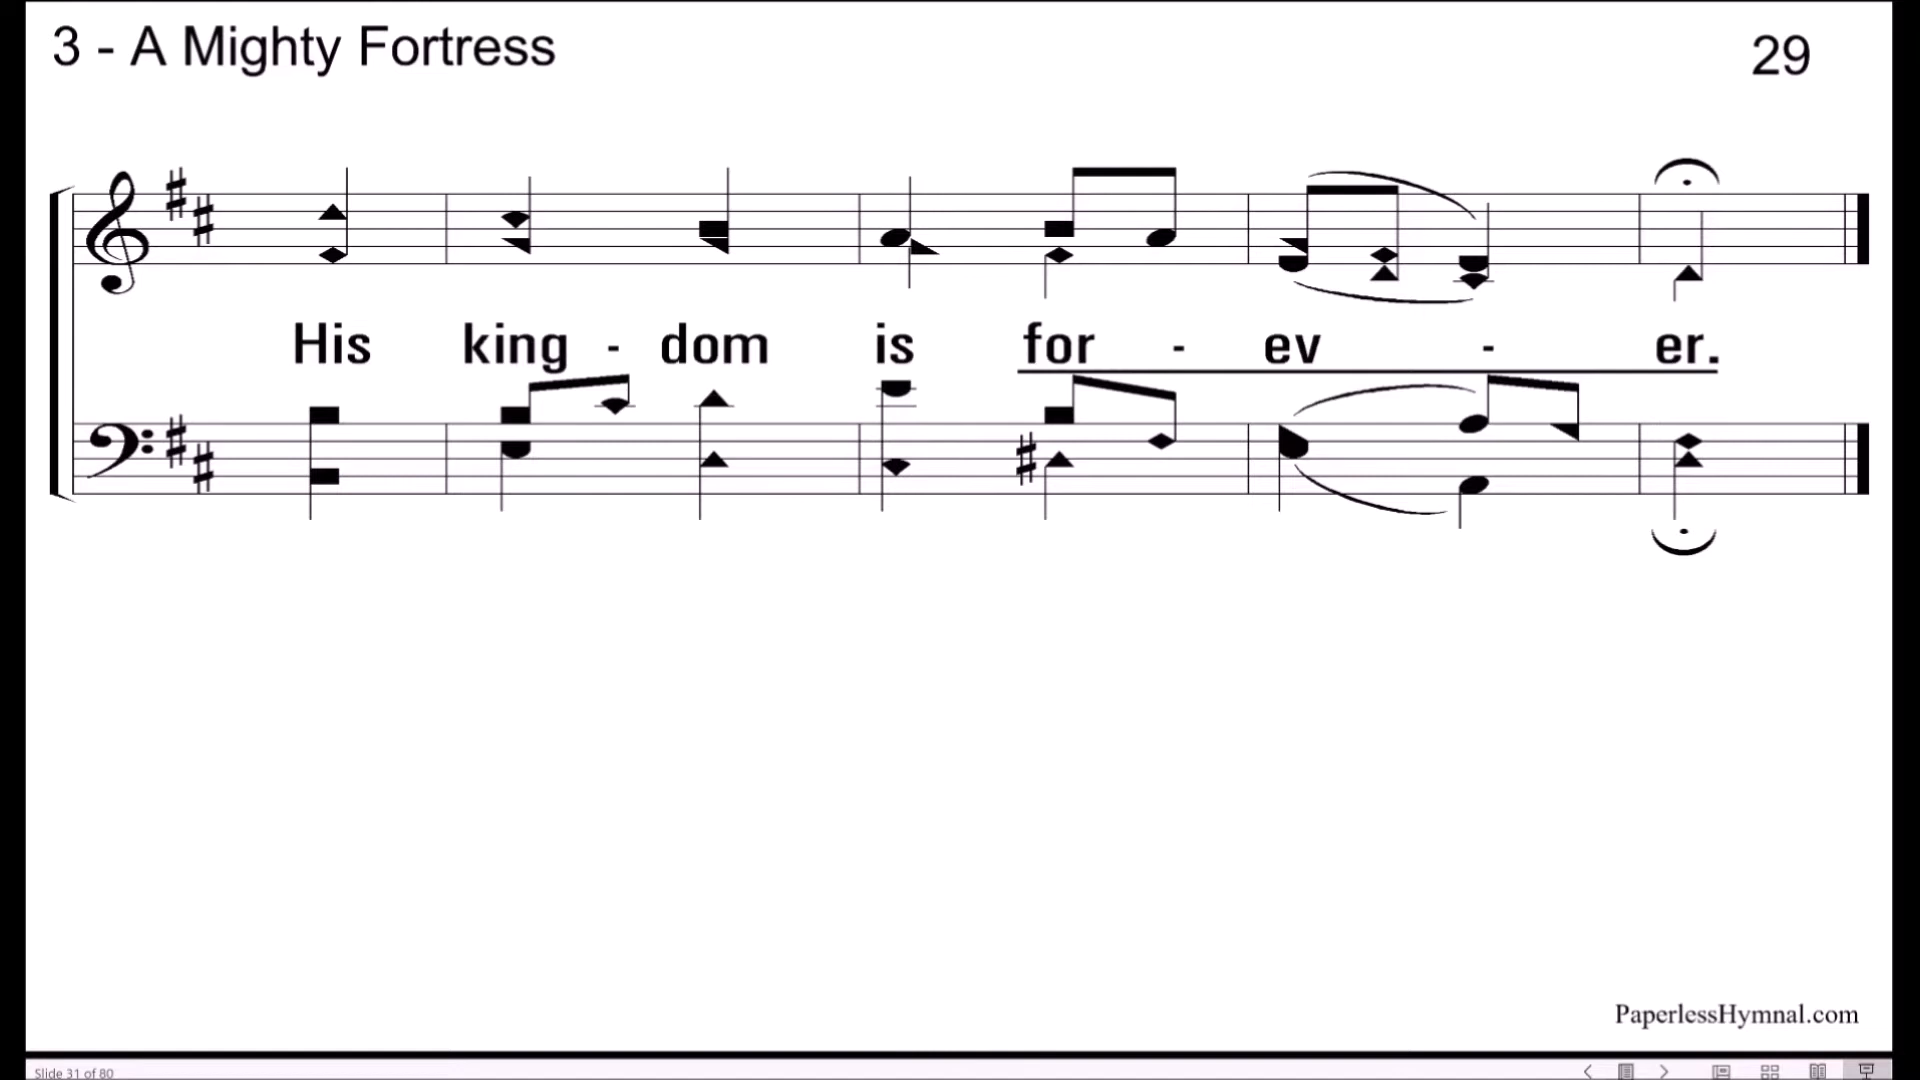 3 - A Mighty Fortress
29
His king - dom is for - ev - er.
PaperlessHymnal.com
Slide 31 of 80